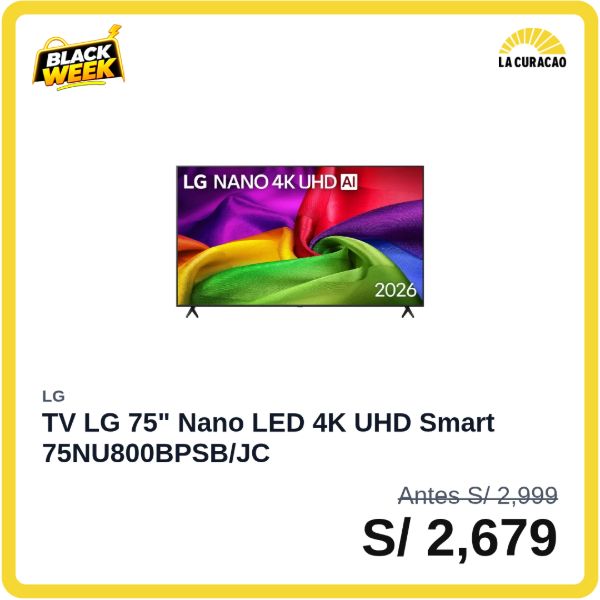 BLACK
WEEK
LA CURACAO
LG NANO 4K UHD AI
2026
LG
TV LG 75" Nano LED 4K UHD Smart
75NU800BPSB/JC
Antes S/ 2,999
S/ 2,679